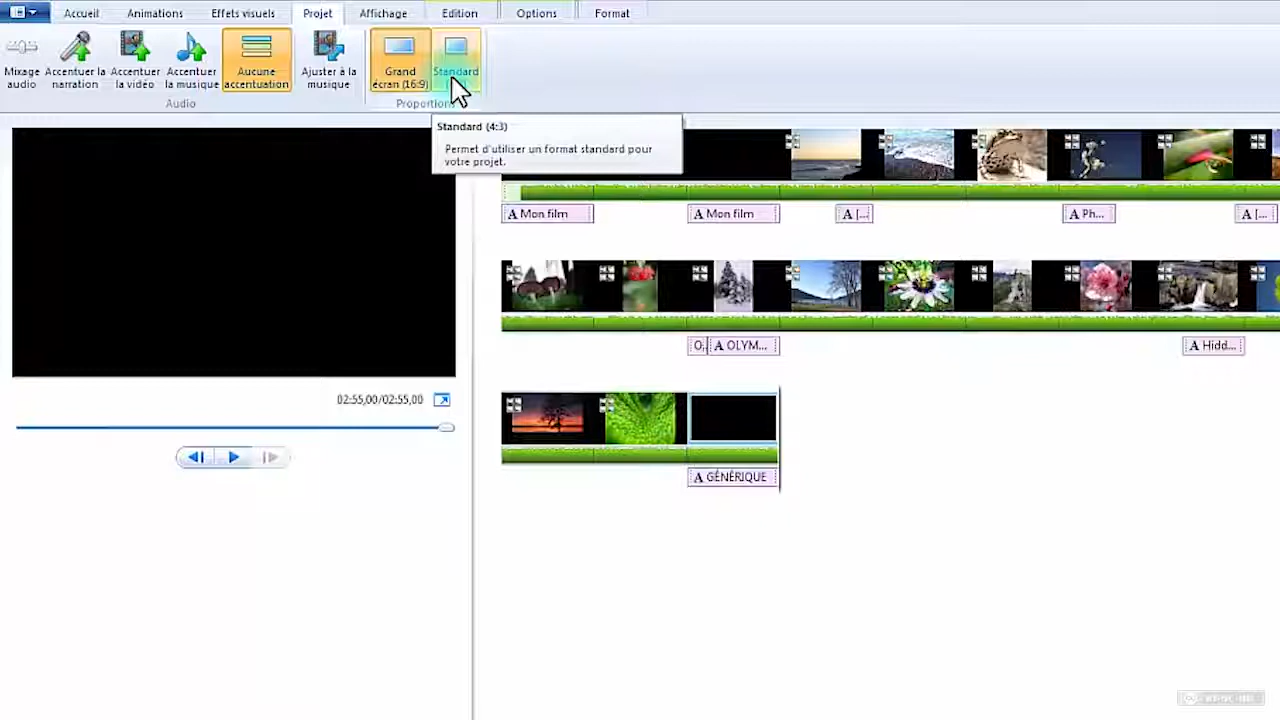 Accueil Animations Effets visuels Projet Affichage Edition Options Format
Mixage audio
Accentuer la narration
Accentuer la vidéo
Accentuer la musique
Aucune accentuation
Ajuster à la musique
Grand écran (16:9)
Standard
Audio
Proportion
Standard (4:3)
Permet d'utiliser un format standard pour
votre projet.
A Mon film
A Mon film
A [...
A Ph...
A [...
02:55,00/02:55,00
O
A OLYM...
A Hidd...
A GÉNÉRIQUE